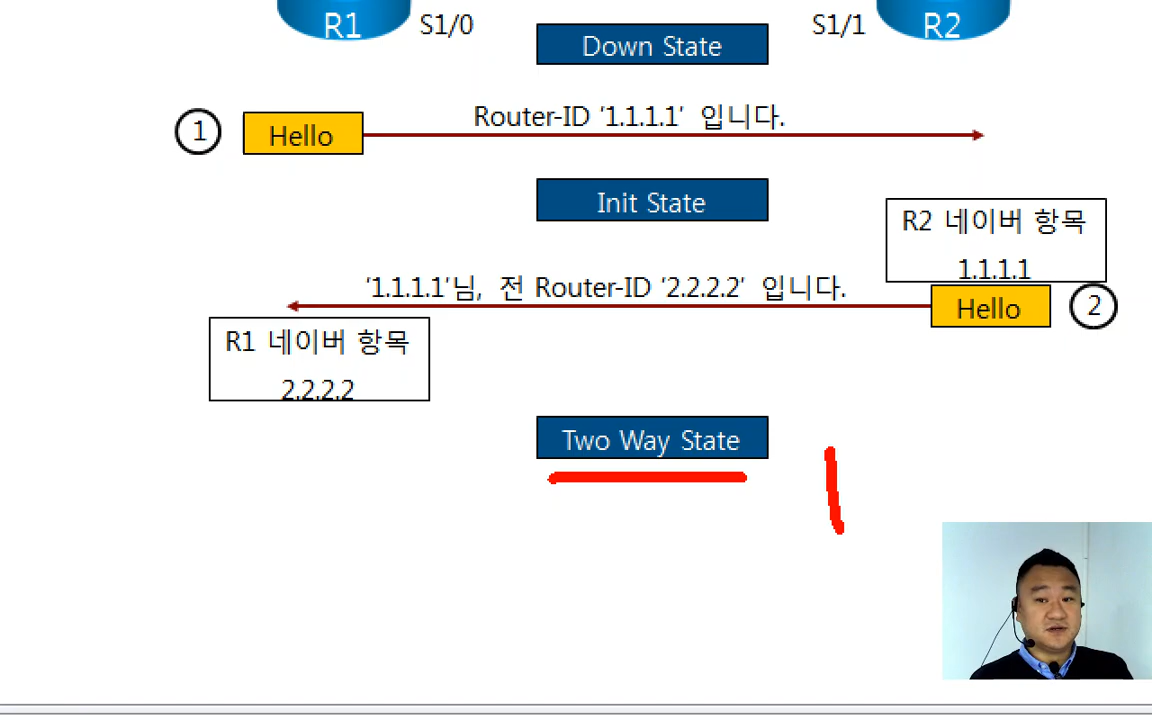 R1
S1/0
S1/1
R2
Down State
Router-ID '1.1.1.1' 입니다.
1
Hello
Init State
R2 네이버 항목
1.1.1.1
'1.1.1.1'님, 전 Router-ID '2.2.2.2' 입니다.
Hello
2
R1 네이버 항목
2.2.2.2
Two Way State